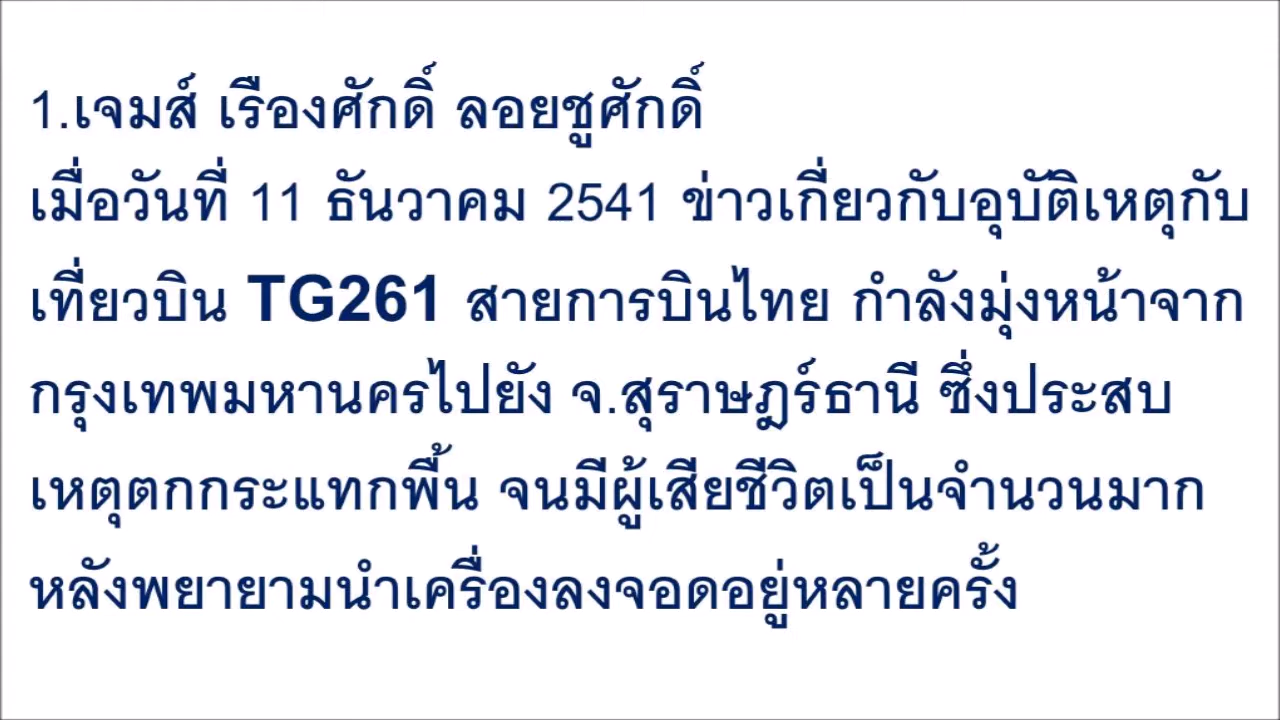 1.เจมส์ เรืองศักดิ์ ลอยชูศักดิ์
เมื่อวันที่ 11 ธันวาคม 2541 ข่าวเกี่ยวกับอุบัติเหตุกับ
เที่ยวบิน TG261 สายการบินไทย กำลังมุ่งหน้าจาก
กรุงเทพมหานครไปยัง จ.สุราษฎร์ธานี ซึ่งประสบ
เหตุตกกระแทกพื้น จนมีผู้เสียชีวิตเป็นจำนวนมาก
หลังพยายามนำเครื่องลงจอดอยู่หลายครั้ง